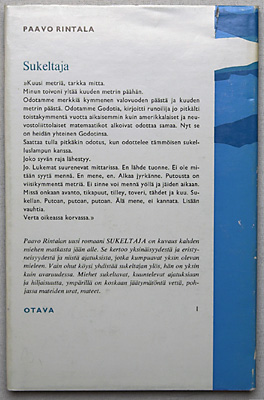 PAAVO RINTALA
Sukeltaja
»Kuusi metriä, tarkka mitta.
Minun toivoni yltää kuuden metrin päähän.
Odotamme merkkiä kymmenen valovuoden päästä ja kuuden
metrin päästä. Odotamme Godotia, kirjoitti runoilija jo pitkälti
toistakymmentä vuotta aikaisemmin kuin amerikkalaiset ja neu-
vostoliittolaiset matemaatikot alkoivat odottaa samaa. Nyt se
on heidän yhteinen Godotinsa.
Saattaa tulla pitkäkin odotus, kun odottelee tämmöisen sukel-
luslampun kanssa.
Joko syvän raja lähestyy.
Jo. Lukemat suurenevat mittarissa. En lähde tuonne. Ei ole mi-
tään syytä mennä. En mene, en. Alkaa jyrkänne. Putousta on
viisikymmentä metriä. Ei sinne voi mennä yöllä ja jäiden aikaan.
Missä onkaan avanto, tikapuut, tilley, toveri, tähdet ja kuu. Su-
kellan. Putoan, putoan, putoan. Älä mene, ei kannata. Lisään
vauhtia.
Verta oikeassa korvassa.»
Paavo Rintalan uusi romaani SUKELTAJA on kuvaus kahden
miehen matkasta jään alle. Se kertoo yksinäisyydestä ja eristy-
neisyydestä ja niistä ajatuksista, jotka kumpuavat yksin olevan
mieleen. Vain ohut köysi yhdistää sukeltajan ylös, hän on yksin
kuin avaruudessa. Miehet sukeltavat, kuuntelevat ajatuksiaan
ja hiljaisuutta, ympärillä on koskaan jäätymätöntä vettä, poh-
jassa mateiden urat, mateet.
OTAVA
1